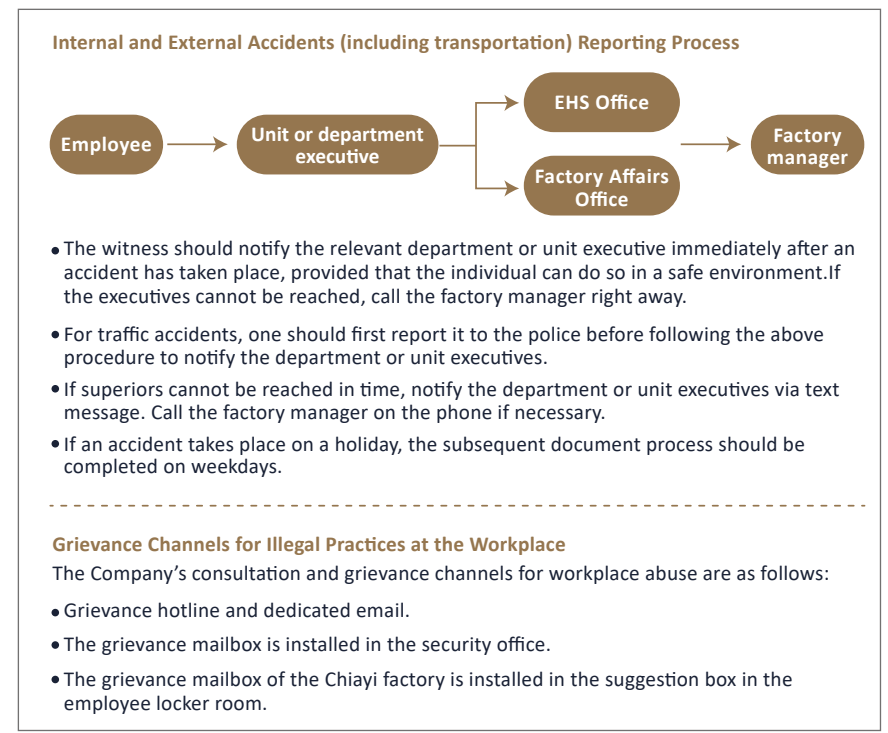 Internal and External Accidents (including transportation) Reporting Process
Employee
Unit or department
executive
EHS Office
Factory Affairs
Office
Factory
manager
• The witness should notify the relevant department or unit executive immediately after an
accident has taken place, provided that the individual can do so in a safe environment.If
the executives cannot be reached, call the factory manager right away.
• For traffic accidents, one should first report it to the police before following the above
procedure to notify the department or unit executives.
• If superiors cannot be reached in time, notify the department or unit executives via text
message. Call the factory manager on the phone if necessary.
• If an accident takes place on a holiday, the subsequent document process should be
completed on weekdays.
Grievance Channels for Illegal Practices at the Workplace
The Company’s consultation and grievance channels for workplace abuse are as follows:
• Grievance hotline and dedicated email.
• The grievance mailbox is installed in the security office.
• The grievance mailbox of the Chiayi factory is installed in the suggestion box in the
employee locker room.